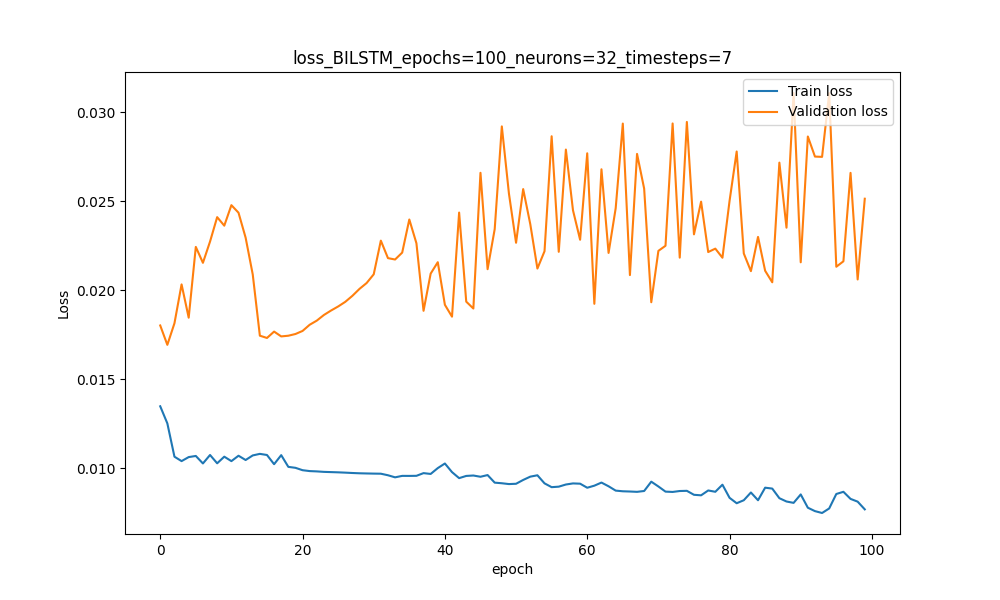 loss_BILSTM_epochs=100_neurons=32_timesteps=7
Train loss
Validation loss
0.030
0.025
0.020
0.015
0.010
Loss
0 20 40 60 80 100
epoch